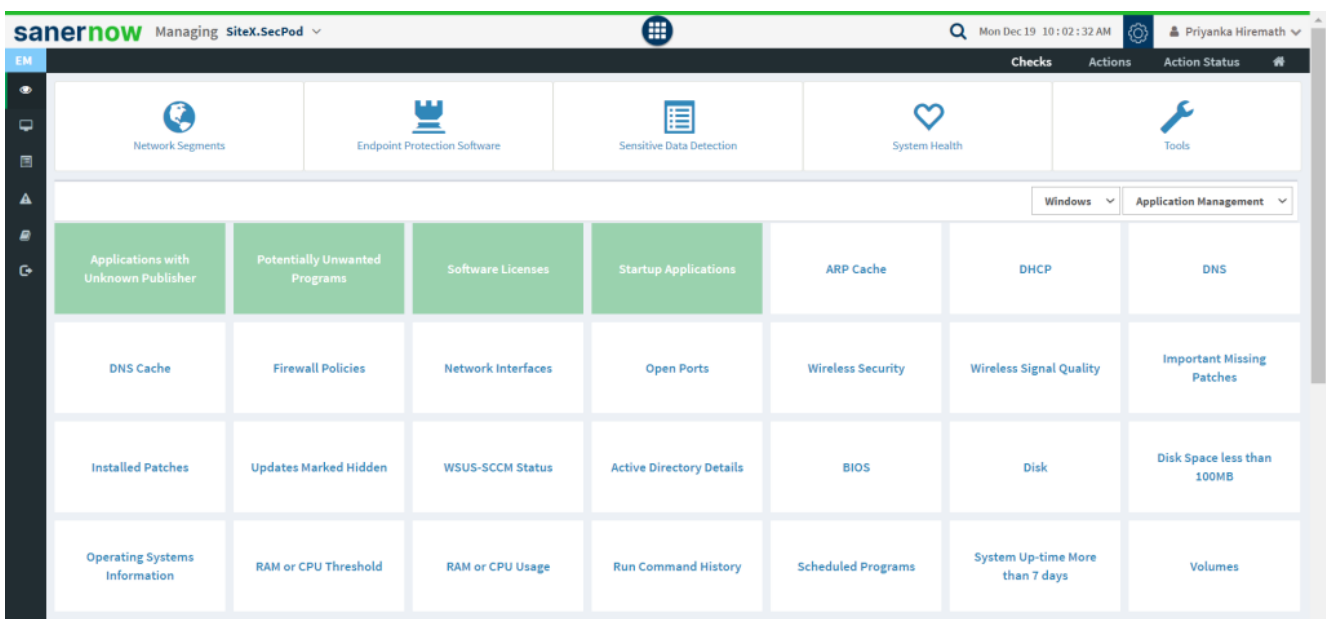 sanernow Managing SiteX.SecPod Mon Dec 19 10 : 02 : 32 AM Priyanka Hiremath
EM Checks Actions Action Status
Network Segments Endpoint Protection Software Sensitive Data Detection System Health Tools
Windows Application Management
Applications with Unknown Publisher
Potentially Unwanted Programs
Software Licenses
Startup Applications
ARP Cache
DHCP
DNS
DNS Cache
Firewall Policies
Network Interfaces
Open Ports
Wireless Security
Wireless Signal Quality
Important Missing Patches
Installed Patches
Updates Marked Hidden
WSUS-SCCM Status
Active Directory Details
BIOS
Disk
Disk Space less than 100MB
Operating Systems Information
RAM or CPU Threshold
RAM or CPU Usage
Run Command History
Scheduled Programs
System Up-time More than 7 days
Volumes